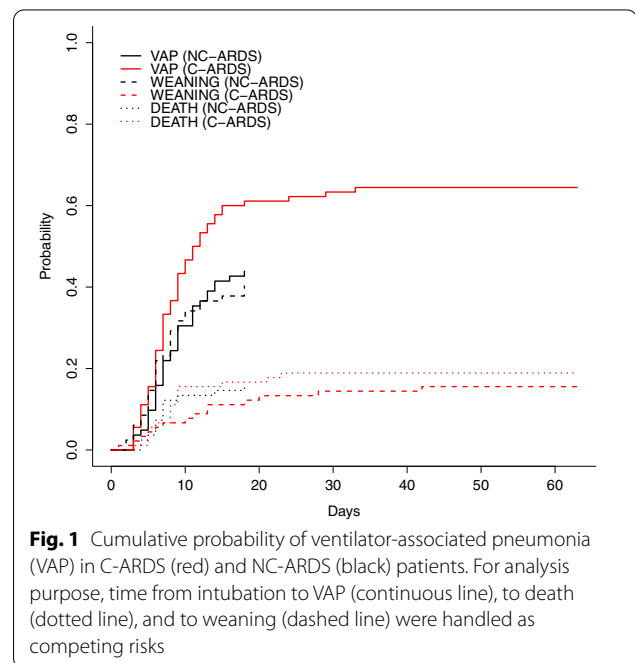 1.0
0.8
0.6
0.4
0.2
0.0
Probability
VAP (NC−ARDS)
VAP (C−ARDS)
WEANING (NC−ARDS)
WEANING (C−ARDS)
DEATH (NC−ARDS)
DEATH (C−ARDS)
0 10 20 30 40 50 60
Days
Fig. 1 Cumulative probability of ventilator-associated pneumonia
(VAP) in C-ARDS (red) and NC-ARDS (black) patients. For analysis
purpose, time from intubation to VAP (continuous line), to death
(dotted line), and to weaning (dashed line) were handled as
competing risks